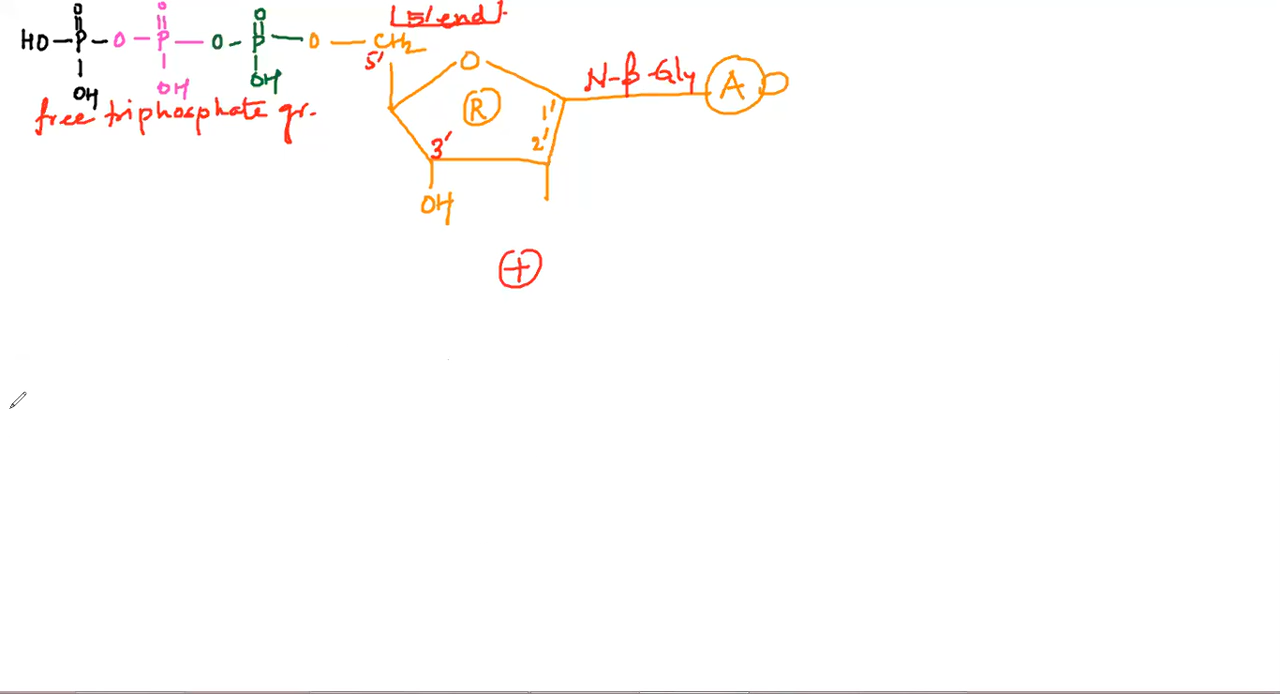 O O O [5' end]
HO-P-O-P-O-P-O-CH2
5'
OH OH OH
free triphosphate gr.
O N-β-Gly A
R 1'
3' 2'
OH
+